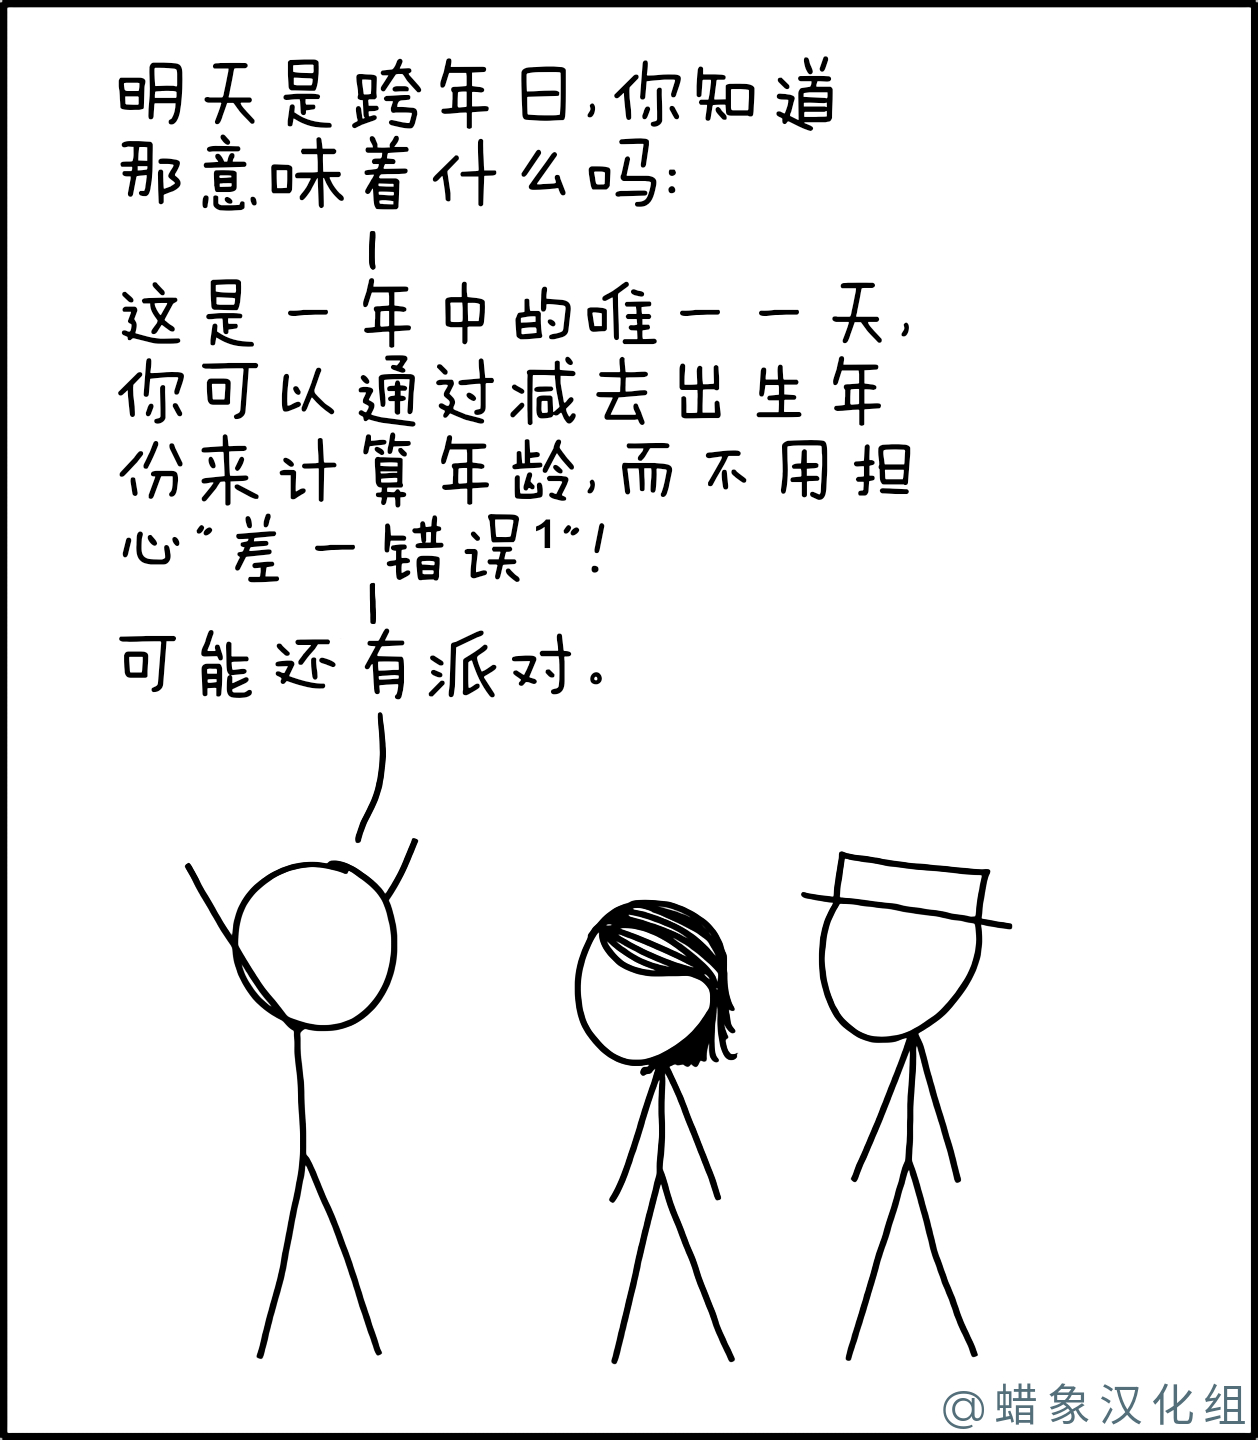 明天是跨年日,你知道
那意味着什么吗:
这是一年中的唯一一天,
你可以通过减去出生年
份来计算年龄,而不用担
心"差一错误1"!
可能还有派对。
@蜡象汉化组